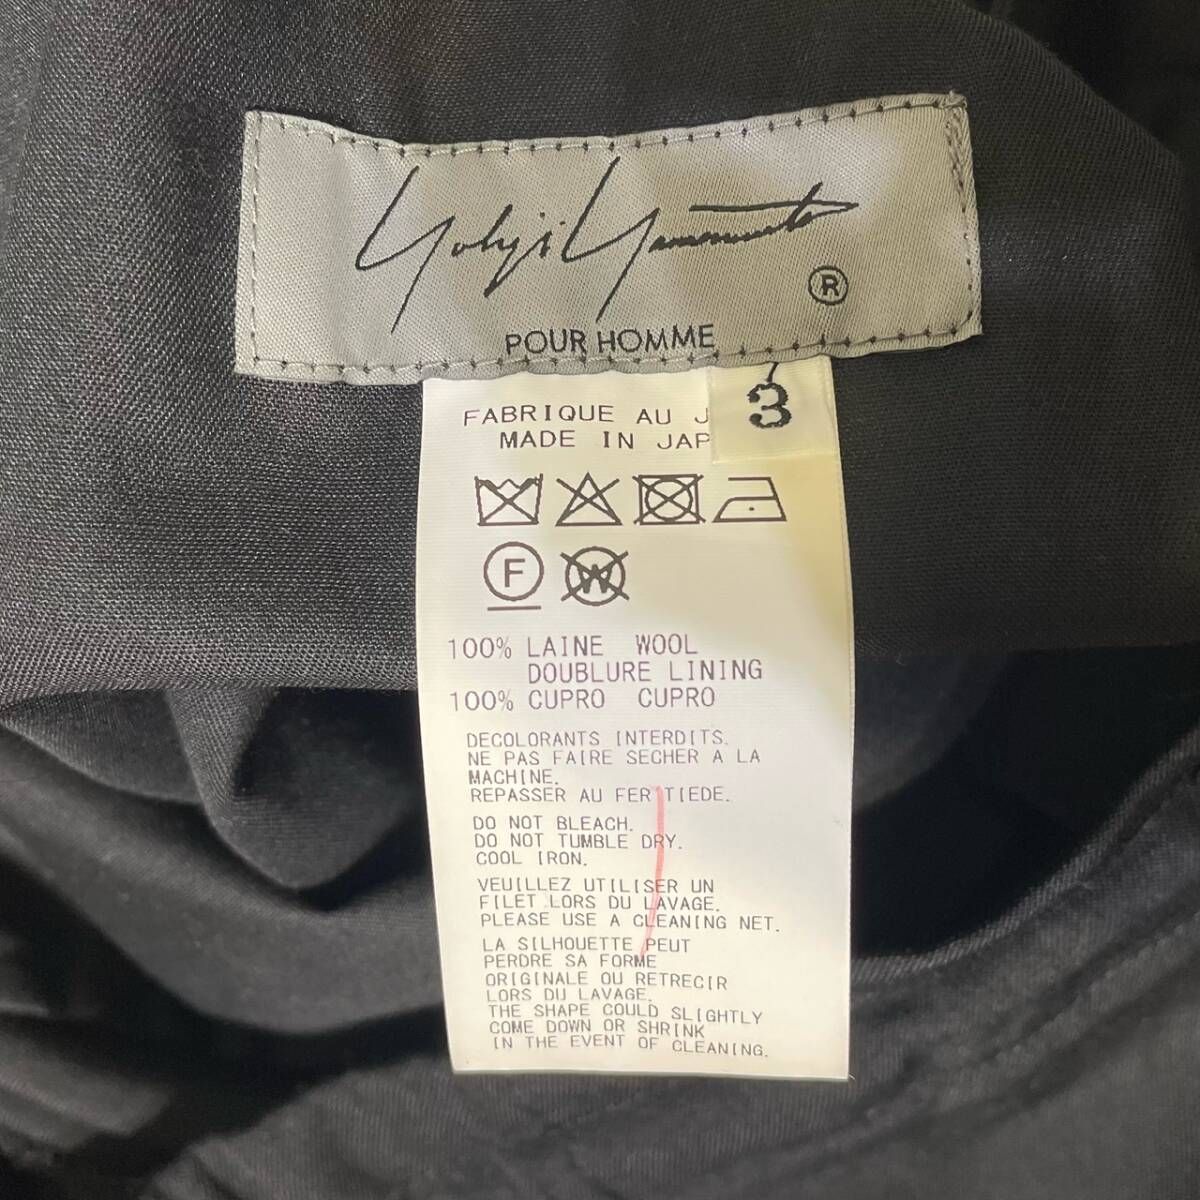 Yohji Yamamoto
®
POUR HOMME
3
FABRIQUE AU J
MADE IN JAP
F
W
100% LAINE WOOL
DOUBLURE LINING
100% CUPRO CUPRO
DECOLORANTS INTERDITS.
NE PAS FAIRE SECHER A LA
MACHINE.
REPASSER AU FER TIEDE.
DO NOT BLEACH.
DO NOT TUMBLE DRY.
COOL IRON.
VEUILLEZ UTILISER UN
FILET LORS DU LAVAGE.
PLEASE USE A CLEANING NET.
LA SILHOUETTE PEUT
PERDRE SA FORME
ORIGINALE OU RETRECIR
LORS DU LAVAGE.
THE SHAPE COULD SLIGHTLY
COME DOWN OR SHRINK
IN THE EVENT OF CLEANING.